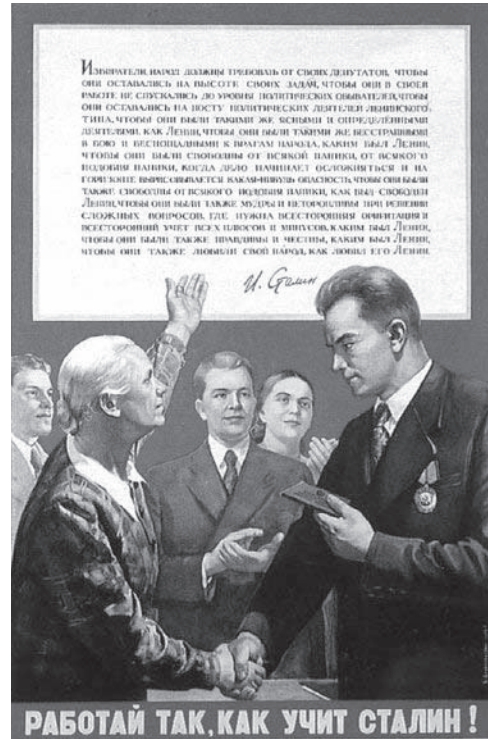 Избиратели, народ должны требовать от своих депутатов, чтобы
они оставались на высоте своих задач, чтобы они в своей
работе не спускались до уровня политических обывателей, чтобы
они оставались на посту политических деятелей ленинского
типа, чтобы они были такими же ясными и определёнными
деятелями, как Ленин, чтобы они были такими же бесстрашными
в бою и беспощадными к врагам народа, каким был Ленин,
чтобы они были свободны от всякой паники, от всякого
подобия паники, когда дело начинает осложняться и на
горизонте вырисовывается какая-нибудь опасность, чтобы они были
также свободны от всякого подобия паники, как был свободен
Ленин, чтобы они были также мудры и неторопливы при решении
сложных вопросов, где нужна всесторонняя ориентация и
всесторонний учет всех плюсов и минусов, каким был Ленин,
чтобы они были также правдивы и честны, каким был Ленин,
чтобы они также любили свой народ, как любил его Ленин.
И. Сталин
РАБОТАЙ ТАК, КАК УЧИТ СТАЛИН!